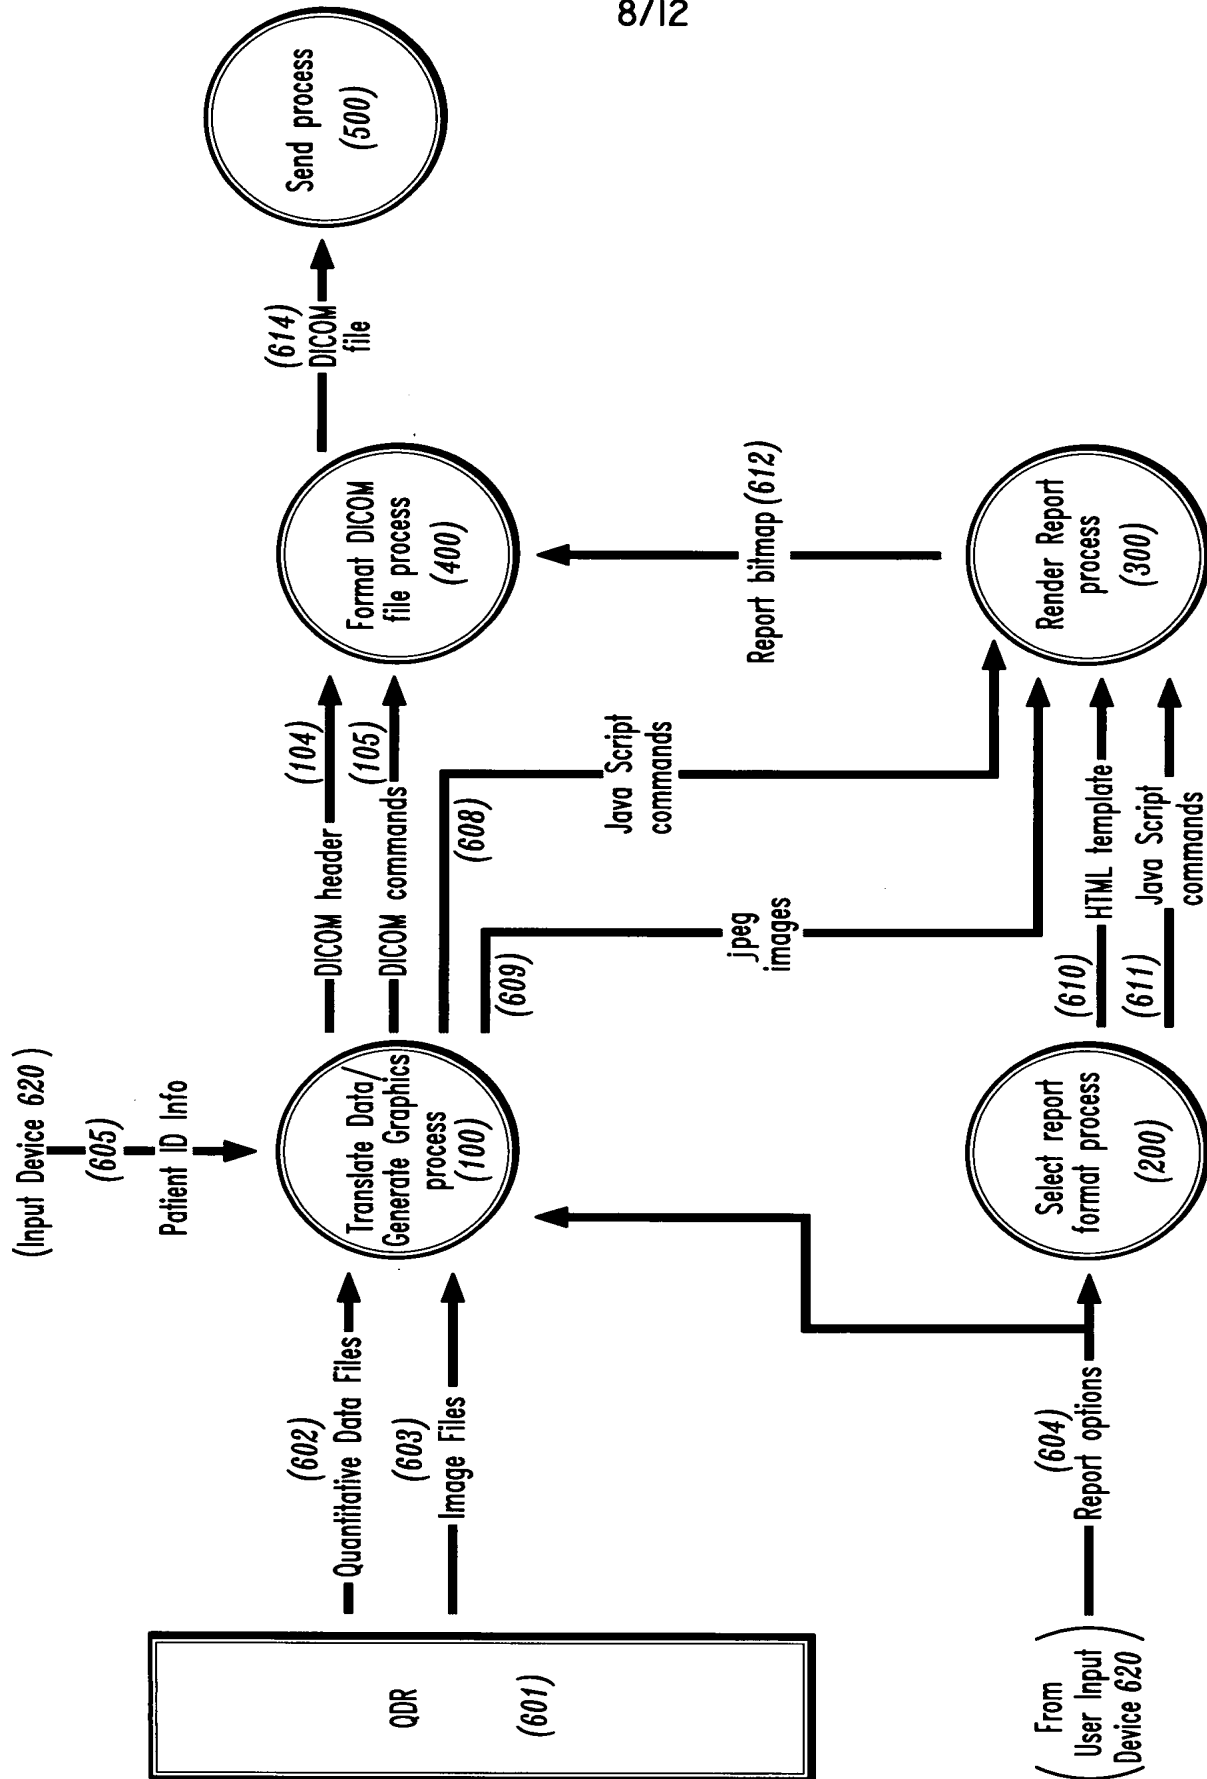 8/12
(Input Device 620 )
(605)
Patient ID Info
QDR
(601)
(602)
Quantitative Data Files
(603)
Image Files
Translate Data/
Generate Graphics
process
(100)
(104)
DICOM header
(105)
DICOM commands
(608)
Java Script
commands
(609)
jpeg
images
Format DICOM
file process
(400)
(614)
DICOM
file
Send process
(500)
Report bitmap (612)
(From
User Input
Device 620)
(604)
Report options
Select report
format process
(200)
(610)
HTML template
(611)
Java Script
commands
Render Report
process
(300)